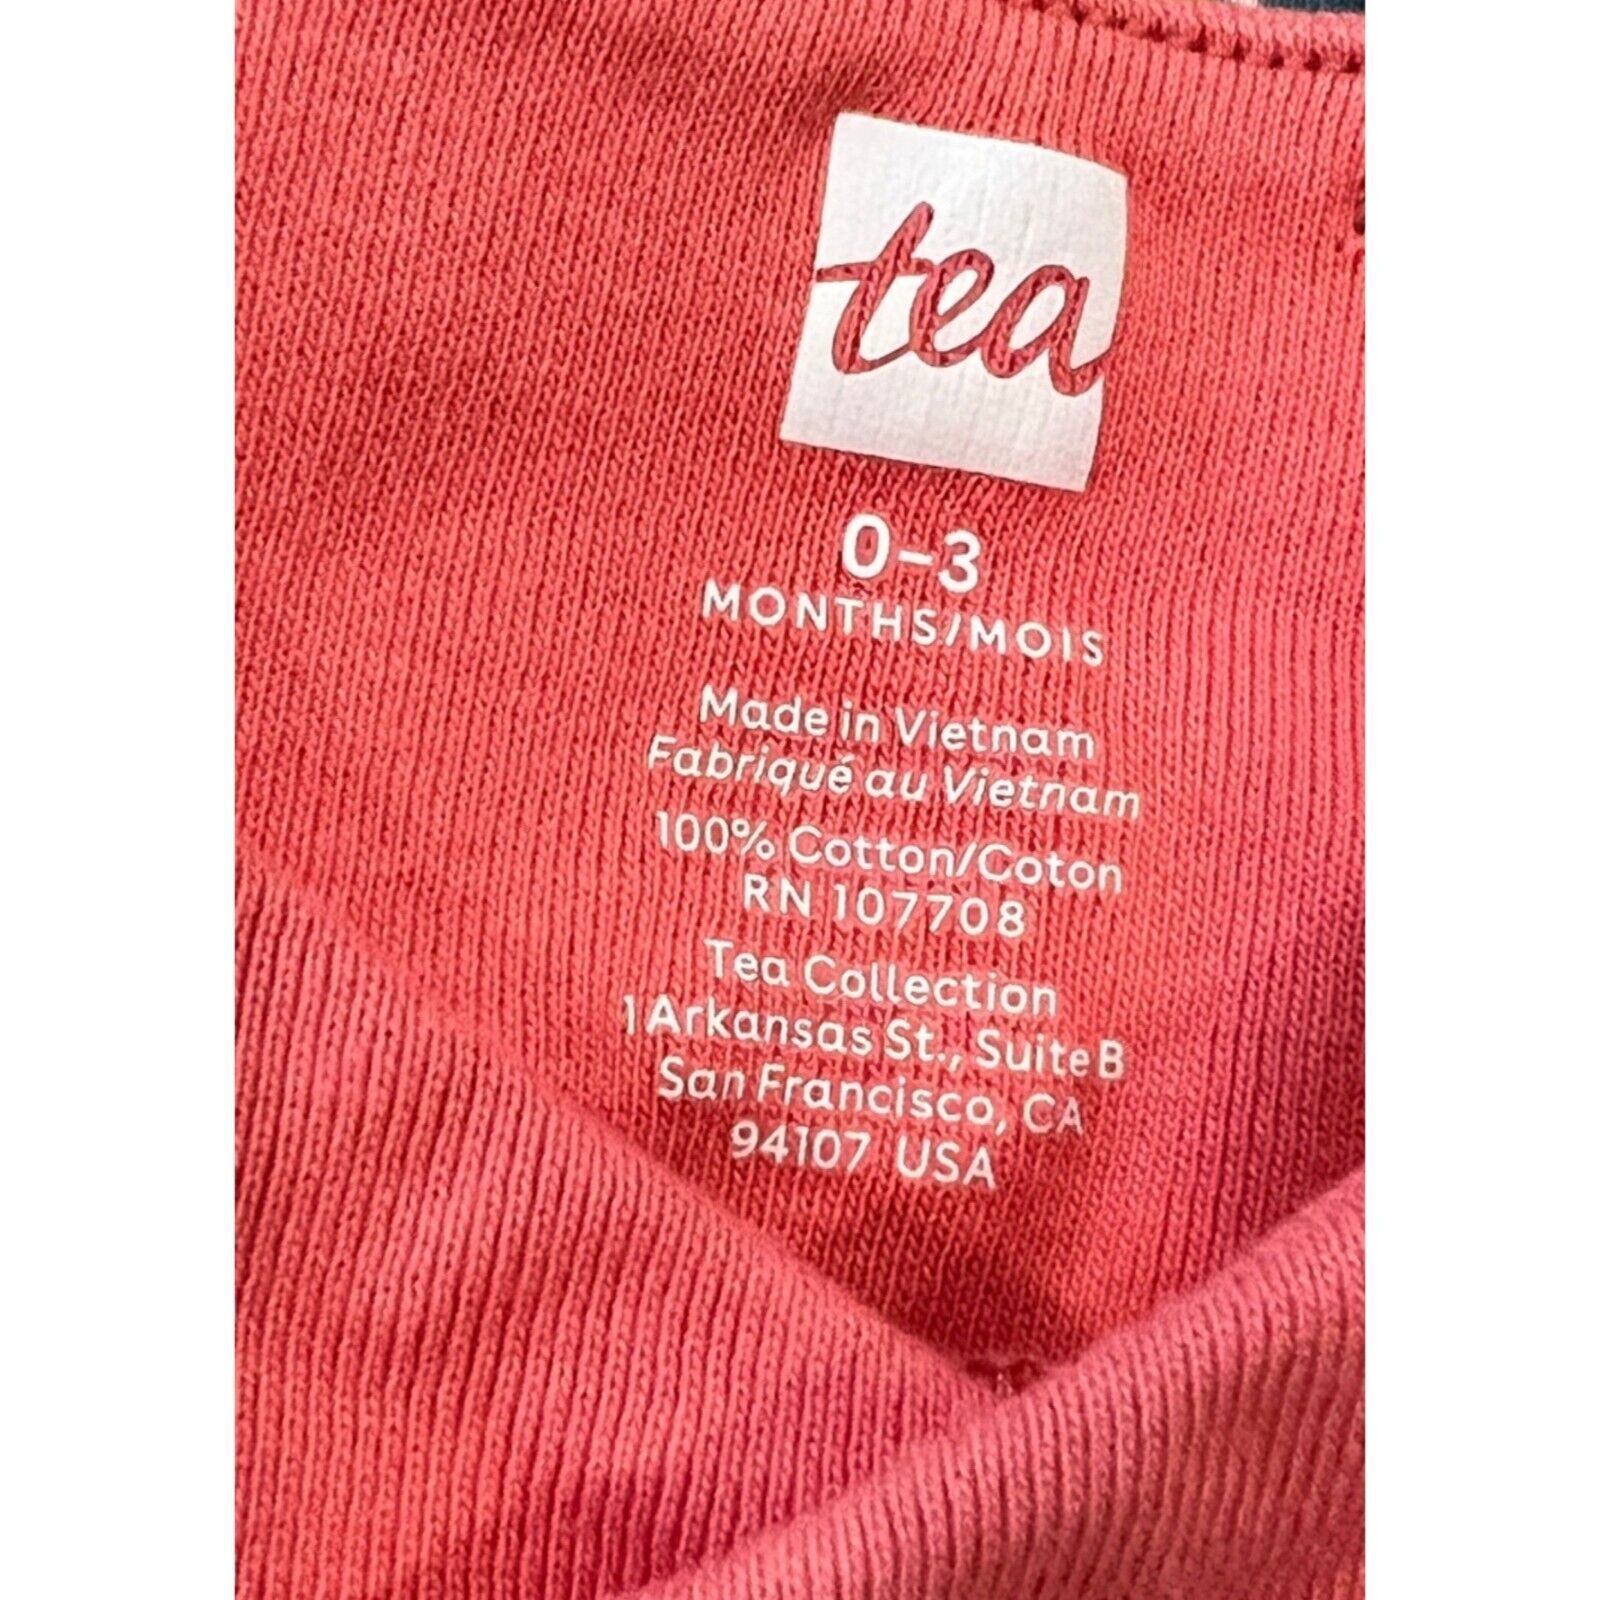 tea
0–3
MONTHS/MOIS
Made in Vietnam
Fabriqué au Vietnam
100% Cotton/Coton
RN 107708
Tea Collection
1 Arkansas St., Suite B
San Francisco, CA
94107 USA